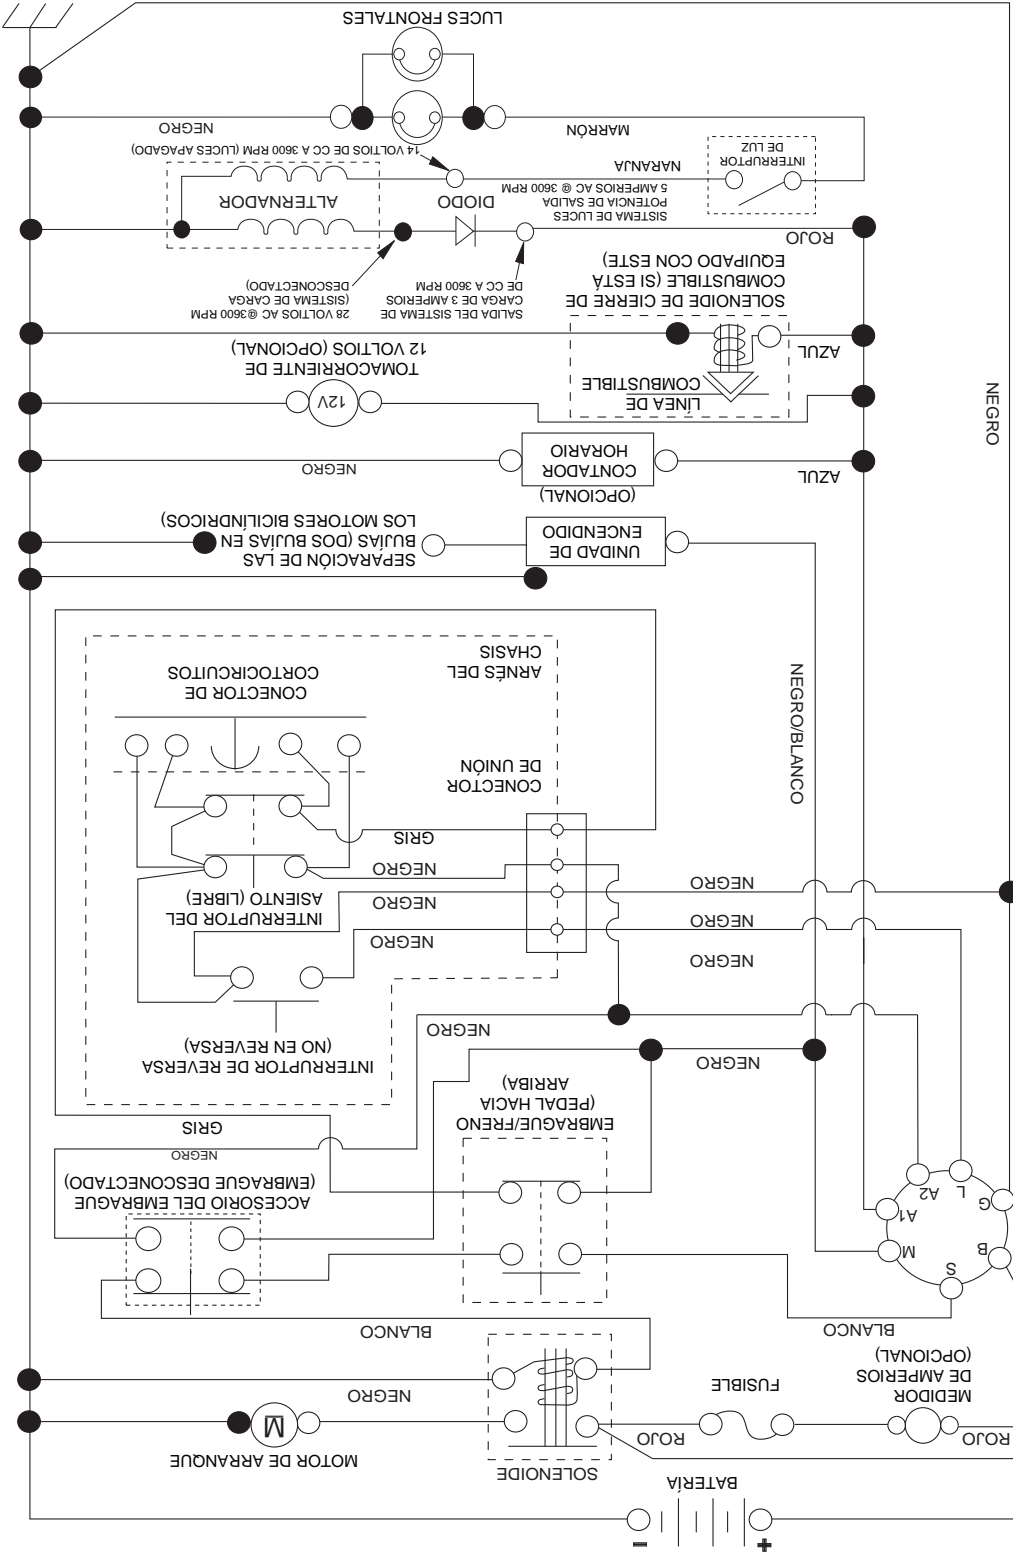 +
-
BATERÍA
SOLENOIDE
MOTOR DE ARRANQUE
ROJO
ROJO
M
MEDIDOR
DE AMPERIOS
(OPCIONAL)
FUSIBLE
NEGRO
BLANCO
BLANCO
S
B
M
G
A1
L
A2
ACCESORIO DEL EMBRAGUE
(EMBRAGUE DESCONECTADO)
NEGRO
GRIS
EMBRAGUE/FRENO
(PEDAL HACIA
ARRIBA)
NEGRO
INTERRUPTOR DE REVERSA
(NO EN REVERSA)
NEGRO
NEGRO
NEGRO
NEGRO
NEGRO
NEGRO
NEGRO
INTERRUPTOR DEL
ASIENTO (LIBRE)
GRIS
CONECTOR
DE UNIÓN
CONECTOR DE
CORTOCIRCUITOS
ARNÉS DEL
CHASIS
NEGRO/BLANCO
UNIDAD DE
ENCENDIDO
SEPARACIÓN DE LAS
BUJÍAS (DOS BUJÍAS EN
LOS MOTORES BICILÍNDRICOS)
(OPCIONAL)
CONTADOR
HORARIO
AZUL
NEGRO
NEGRO
12V
TOMACORRIENTE DE
12 VOLTIOS (OPCIONAL)
LÍNEA DE
COMBUSTIBLE
AZUL
SOLENOIDE DE CIERRE DE
COMBUSTIBLE (SI ESTÁ
EQUIPADO CON ESTE)
SALIDA DEL SISTEMA DE
CARGA DE 3 AMPERIOS
DE CC A 3600 RPM
28 VOLTIOS AC @ 3600 RPM
(SISTEMA DE CARGA
DESCONECTADO)
ROJO
DIODO
ALTERNADOR
SISTEMA DE LUCES
POTENCIA DE SALIDA
5 AMPERIOS AC @ 3600 RPM
NARANJA
14 VOLTIOS DE CC A 3600 RPM (LUCES APAGADO)
INTERRUPTOR
DE LUZ
MARRÓN
NEGRO
LUCES FRONTALES